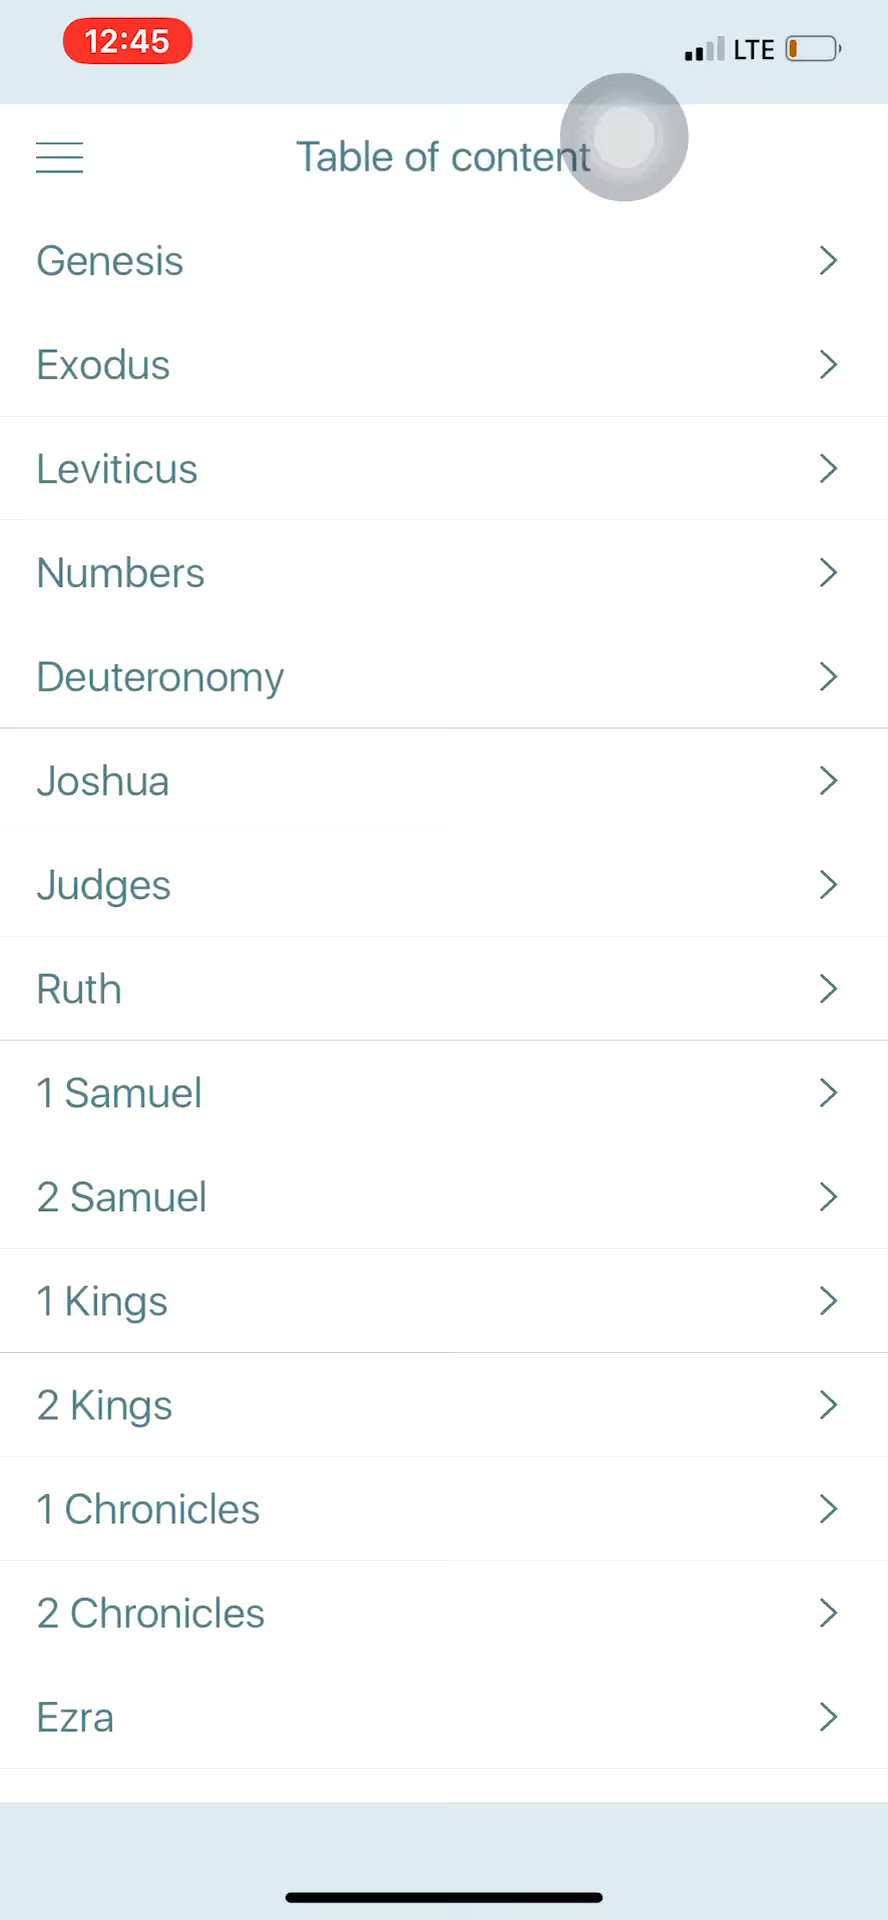 12:45
LTE
Table of content
Genesis
Exodus
Leviticus
Numbers
Deuteronomy
Joshua
Judges
Ruth
1 Samuel
2 Samuel
1 Kings
2 Kings
1 Chronicles
2 Chronicles
Ezra